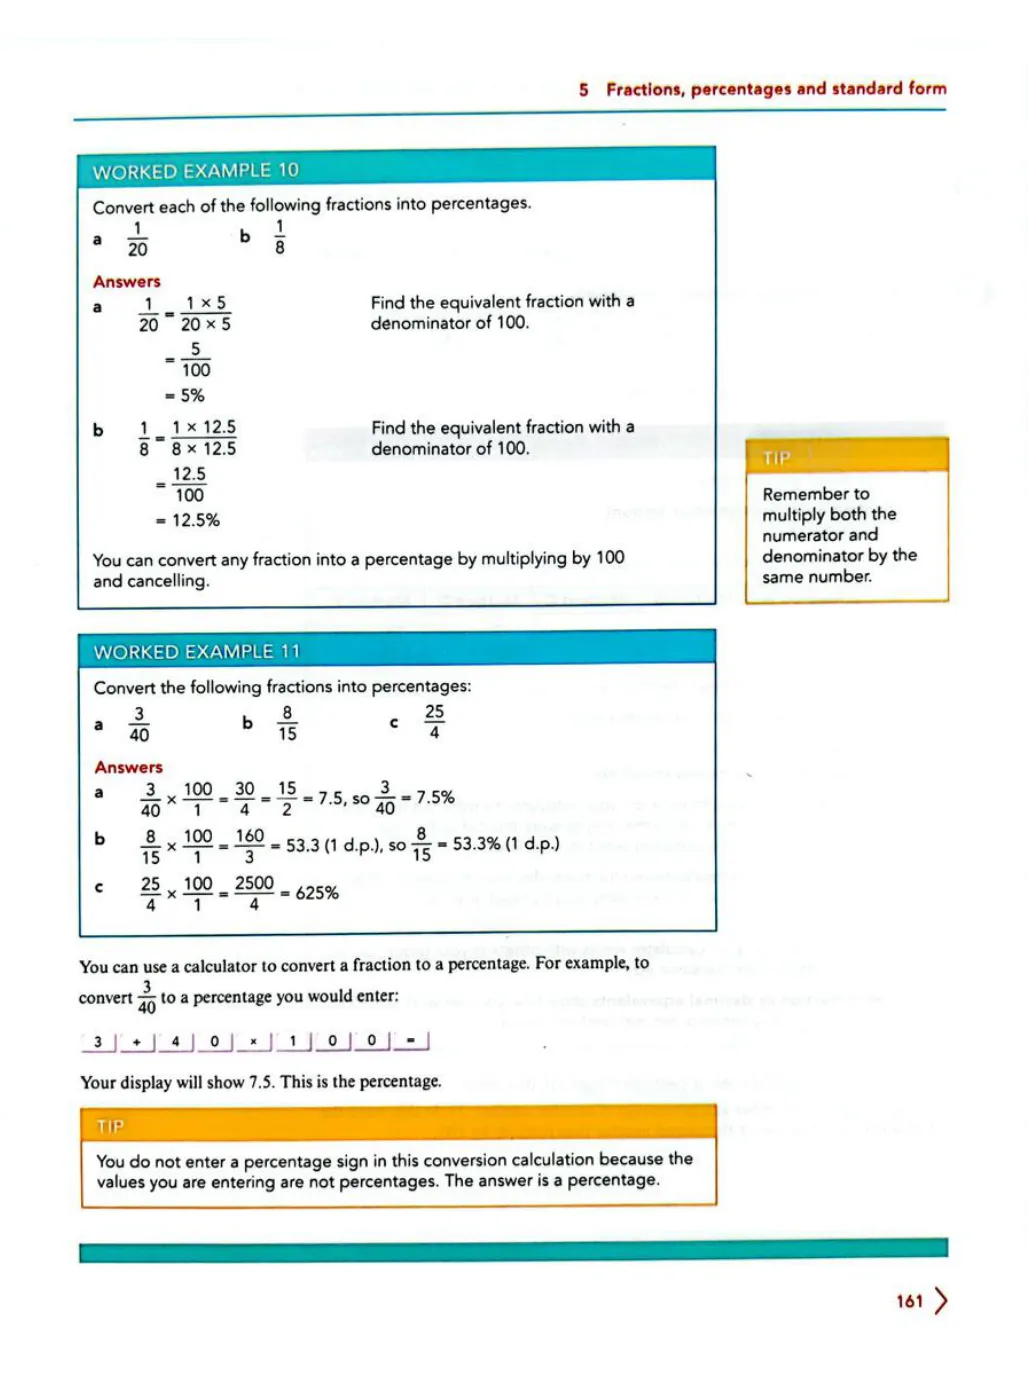 5 Fractions, percentages and standard form
WORKED EXAMPLE 10
Convert each of the following fractions into percentages.
a 1/20 b 1/8
Answers
a 1/20 = (1 × 5)/(20 × 5) Find the equivalent fraction with a
denominator of 100.
= 5/100
= 5%
b 1/8 = (1 × 12.5)/(8 × 12.5) Find the equivalent fraction with a
denominator of 100.
= 12.5/100
= 12.5%
You can convert any fraction into a percentage by multiplying by 100
and cancelling.
TIP
Remember to
multiply both the
numerator and
denominator by the
same number.
WORKED EXAMPLE 11
Convert the following fractions into percentages:
a 3/40 b 8/15 c 25/4
Answers
a 3/40 × 100/1 = 30/4 = 15/2 = 7.5, so 3/40 = 7.5%
b 8/15 × 100/1 = 160/3 = 53.3 (1 d.p.), so 8/15 = 53.3% (1 d.p.)
c 25/4 × 100/1 = 2500/4 = 625%
You can use a calculator to convert a fraction to a percentage. For example, to
convert 3/40 to a percentage you would enter:
3 ÷ 4 0 × 1 0 0 =
Your display will show 7.5. This is the percentage.
TIP
You do not enter a percentage sign in this conversion calculation because the
values you are entering are not percentages. The answer is a percentage.
161 〉